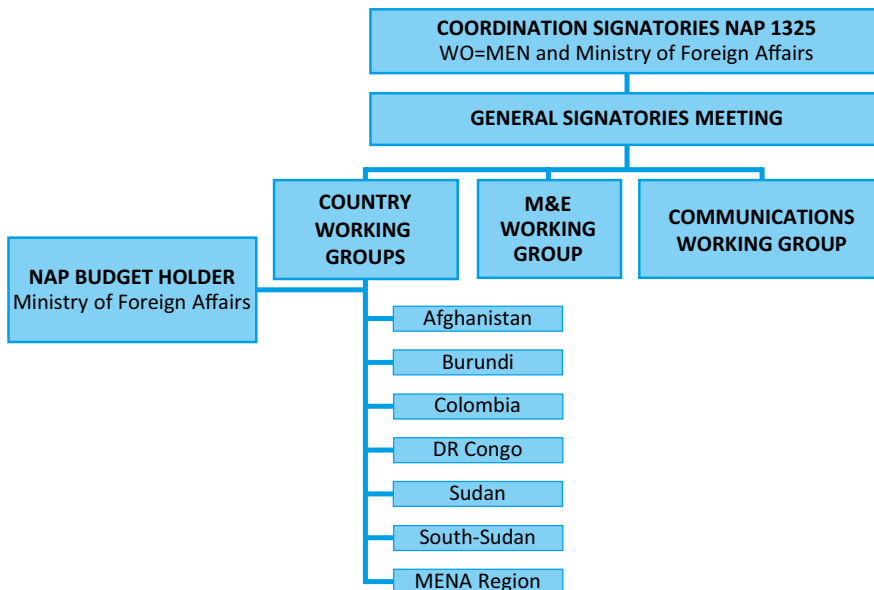 COORDINATION SIGNATORIES NAP 1325
WO=MEN and Ministry of Foreign Affairs
GENERAL SIGNATORIES MEETING
COUNTRY
WORKING
GROUPS
M&E
WORKING
GROUP
COMMUNICATIONS
WORKING GROUP
NAP BUDGET HOLDER
Ministry of Foreign Affairs
Afghanistan
Burundi
Colombia
DR Congo
Sudan
South-Sudan
MENA Region